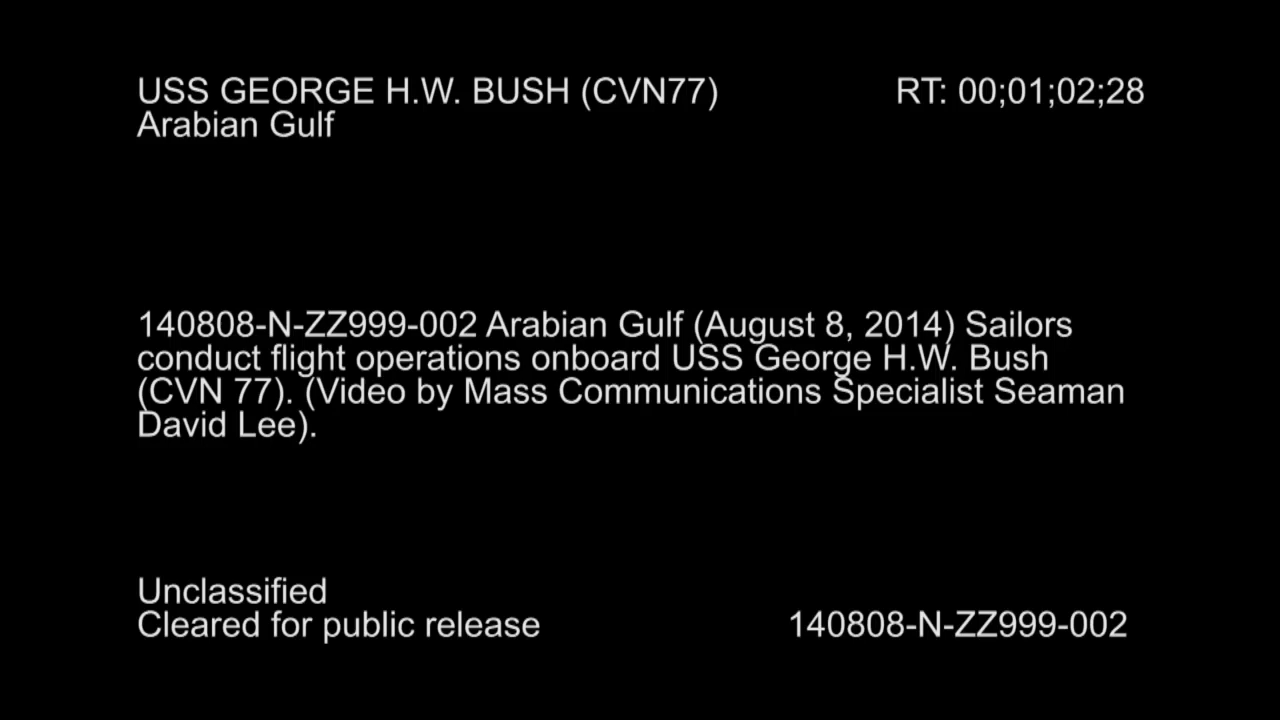 USS GEORGE H.W. BUSH (CVN77)
RT: 00;01;02;28
Arabian Gulf
140808-N-ZZ999-002 Arabian Gulf (August 8, 2014) Sailors
conduct flight operations onboard USS George H.W. Bush
(CVN 77). (Video by Mass Communications Specialist Seaman
David Lee).
Unclassified
Cleared for public release
140808-N-ZZ999-002